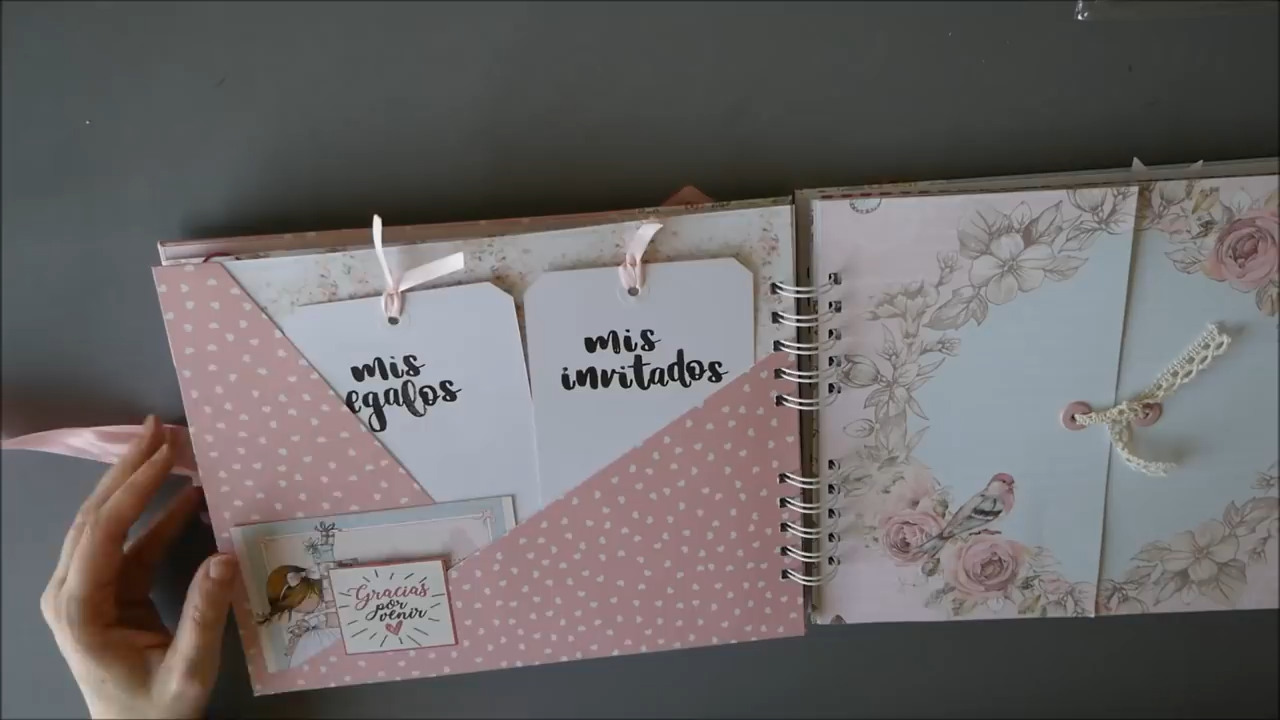 mis
egalos
mis
invitados
Gracias
por
venir